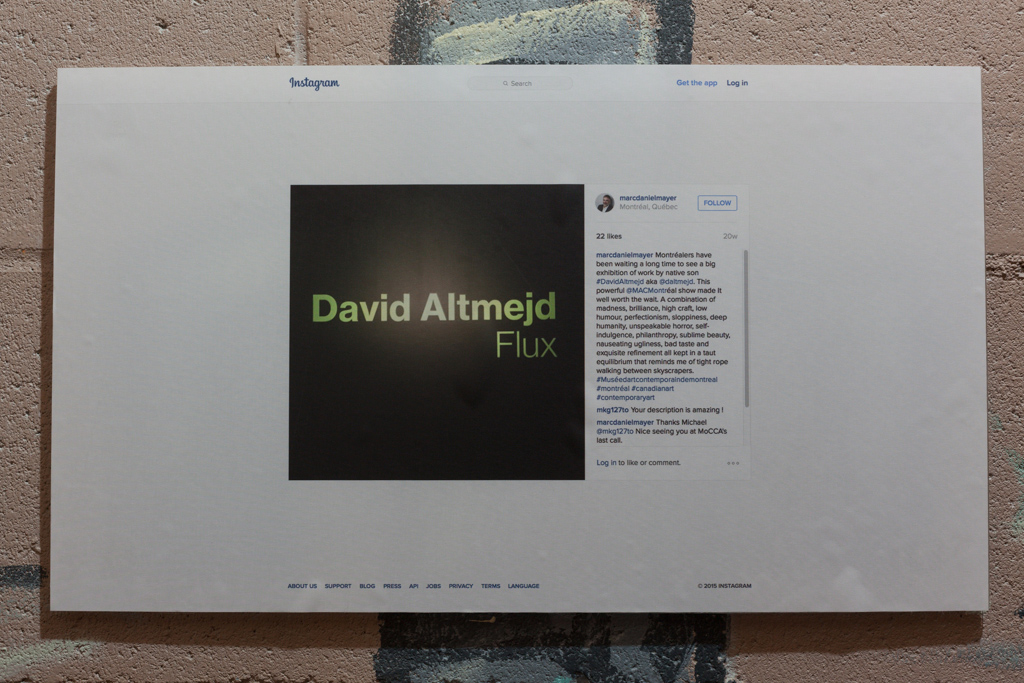 Instagram
Search
Get the app Log in
David Altmejd
Flux
marcdanielmayer
Montréal, Québec
FOLLOW
22 likes
20w
marcdanielmayer Montréalers have
been waiting a long time to see a big
exhibition of work by native son
#DavidAltmejd aka @daltmejd. This
powerful @MACMontréal show made It
well worth the wait. A combination of
madness, brilliance, high craft, low
humour, perfectionism, sloppiness, deep
humanity, unspeakable horror, self-
indulgence, philanthropy, sublime beauty,
nauseating ugliness, bad taste and
exquisite refinement all kept in a taut
equilibrium that reminds me of tight rope
walking between skyscrapers.
#Muséedartcontemporaindemontreal
#montréal #canadianart
#contemporaryart
mkg127to Your description is amazing !
marcdanielmayer Thanks Michael
@mkg127to Nice seeing you at MoCCA's
last call.
Log in to like or comment.
ABOUT US SUPPORT BLOG PRESS API JOBS PRIVACY TERMS LANGUAGE
© 2015 INSTAGRAM